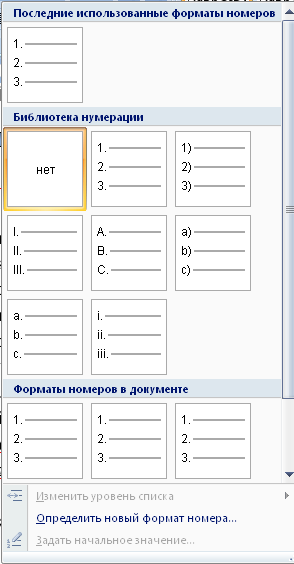 Последние использованные форматы номеров
1.
2.
3.
Библиотека нумерации
нет
1.
2.
3.
1)
2)
3)
I.
II.
III.
A.
B.
C.
a)
b)
c)
a.
b.
c.
i.
ii.
iii.
Форматы номеров в документе
1.
2.
3.
1.
2.
3.
1.
2.
3.
Изменить уровень списка
Определить новый формат номера...
Задать начальное значение...